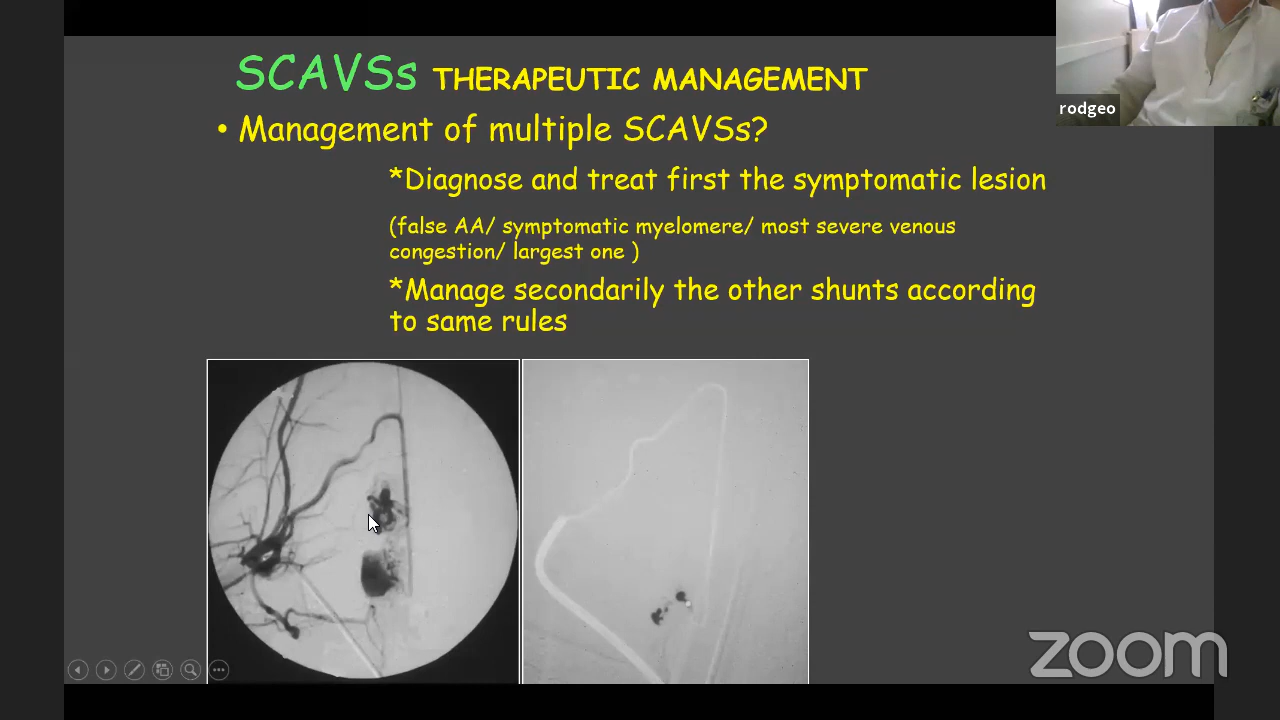 SCAVSs THERAPEUTIC MANAGEMENT
rodgeo
• Management of multiple SCAVSs?
*Diagnose and treat first the symptomatic lesion
(false AA/ symptomatic myelomere/ most severe venous
congestion/ largest one )
*Manage secondarily the other shunts according
to same rules
zoom